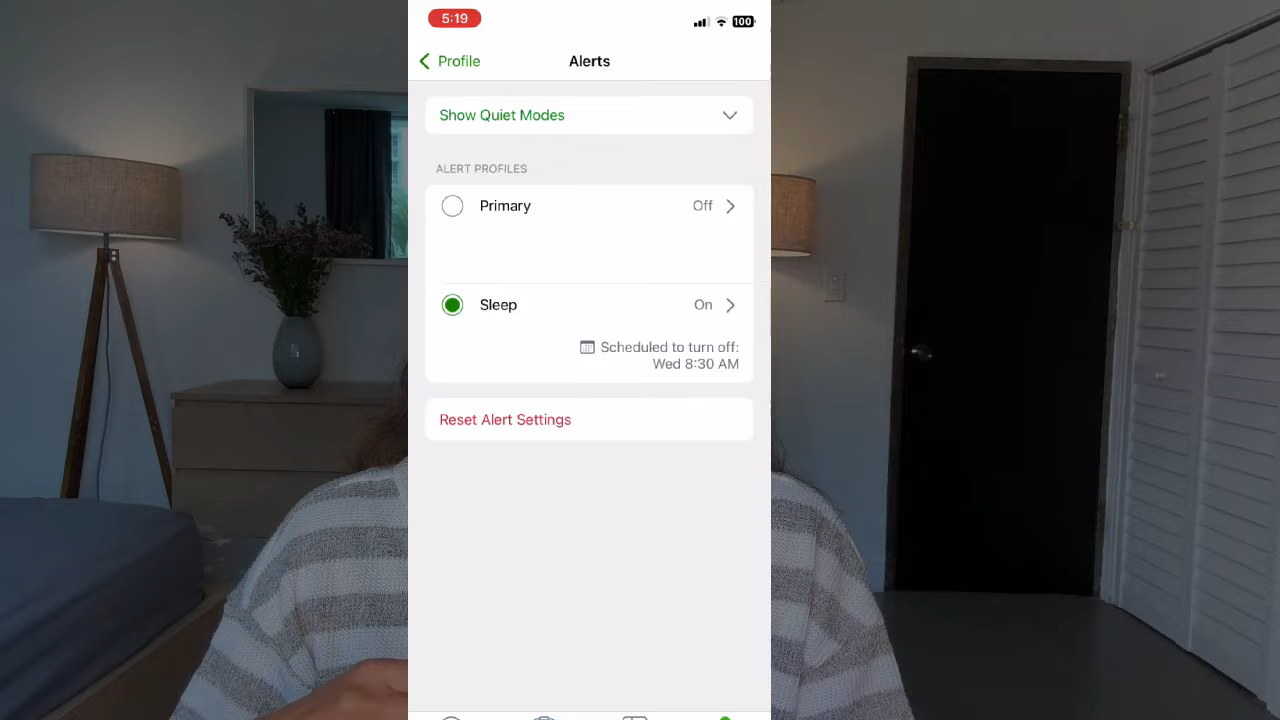 5:19
100
Profile
Alerts
Show Quiet Modes
ALERT PROFILES
Primary
Off
Sleep
On
Scheduled to turn off:
Wed 8:30 AM
Reset Alert Settings